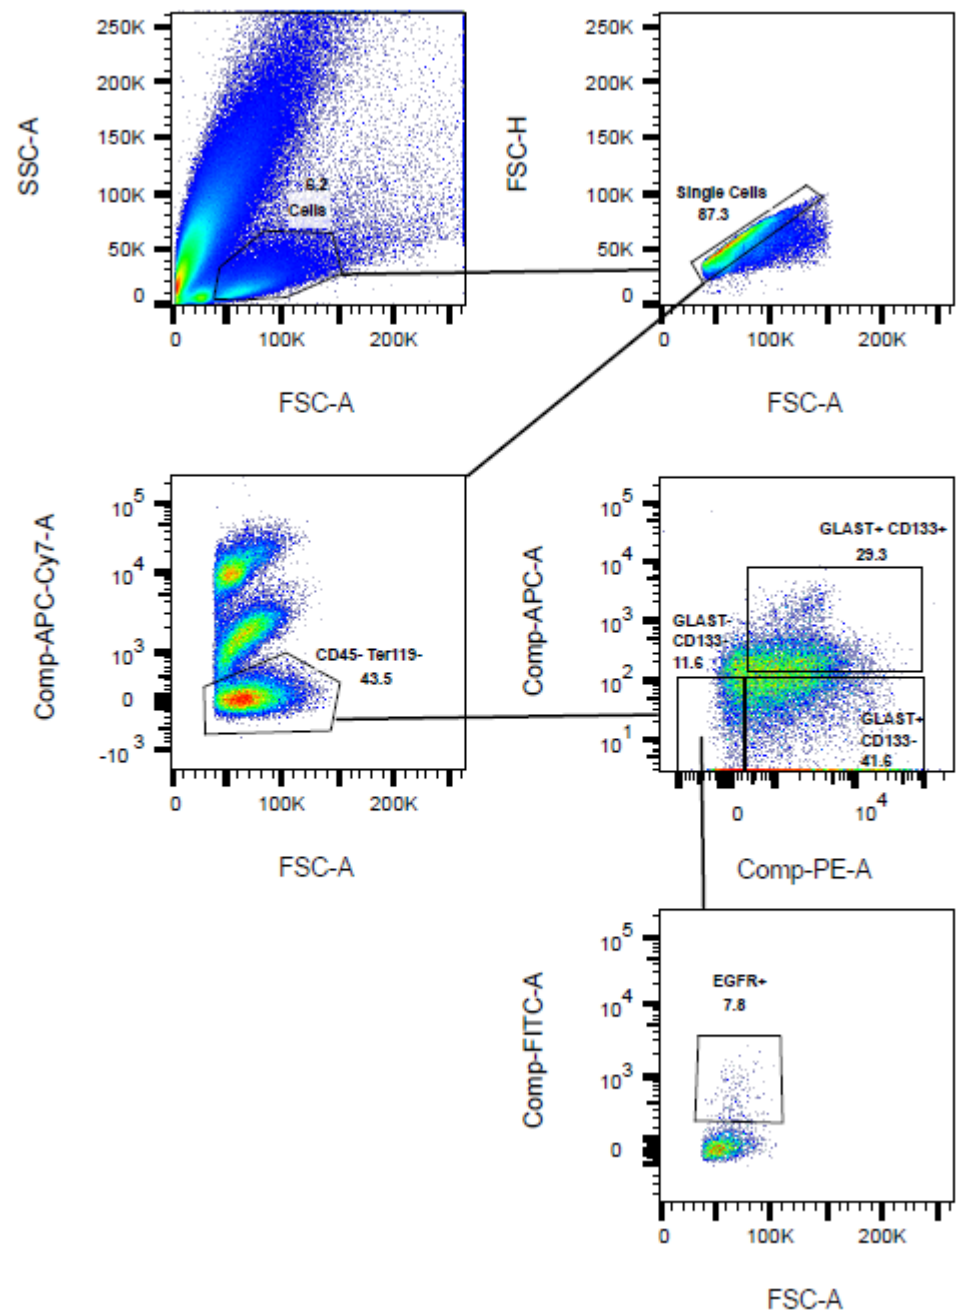 250K
200K
150K
100K
50K
0
SSC-A
6.2
Cells
0
100K
200K
FSC-A
250K
200K
150K
100K
50K
0
FSC-H
Single Cells
87.3
0
100K
200K
FSC-A
10^5
10^4
10^3
0
-10^3
Comp-APC-Cy7-A
CD45- Ter119-
43.5
0
100K
200K
FSC-A
10^5
10^4
10^3
10^2
10^1
Comp-APC-A
GLAST+ CD133+
29.3
GLAST-
CD133-
11.6
GLAST+
CD133-
41.6
0
10^4
Comp-PE-A
10^5
10^4
10^3
0
Comp-FITC-A
EGFR+
7.8
0
100K
200K
FSC-A